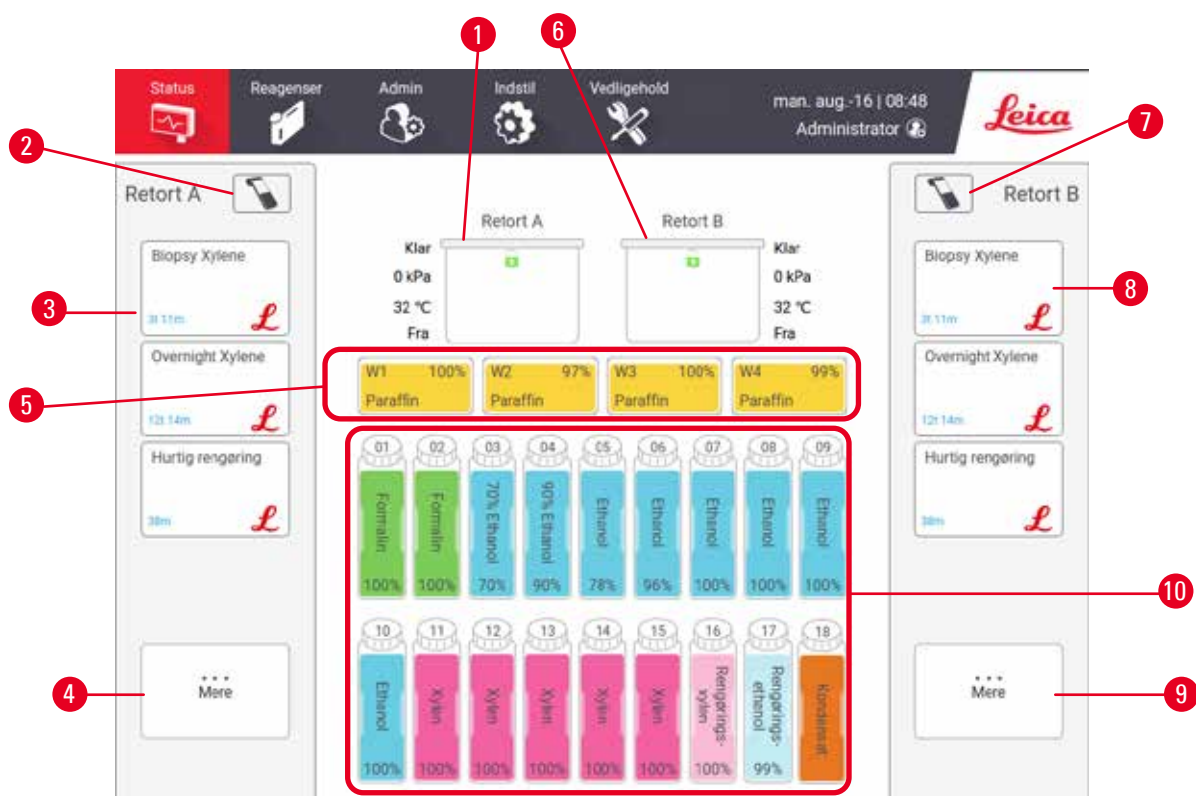 1
6
Status
Reagenser
Admin
Indstil
Vedligehold
man. aug.-16 | 08:48
Administrator
Leica
7
2
Retort A
Retort B
Retort A
Retort B
Biopsy Xylene
3t 11m
3
Overnight Xylene
12t 14m
Hurtig rengøring
38m
Klar
0 kPa
32 °C
Fra
Klar
0 kPa
32 °C
Fra
Biopsy Xylene
3t 11m
8
Overnight Xylene
12t 14m
Hurtig rengøring
38m
5
W1 100%
Paraffin
W2 97%
Paraffin
W3 100%
Paraffin
W4 99%
Paraffin
01 02 03 04 05 06 07 08 09
Formalin
Formalin
70% Ethanol
90% Ethanol
Ethanol
Ethanol
Ethanol
Ethanol
Ethanol
100% 100% 70% 90% 78% 96% 100% 100% 100%
10
10 11 12 13 14 15 16 17 18
Ethanol
Xylen
Xylen
Xylen
Xylen
Xylen
Rengørings-
xylen
Rengørings-
ethanol
Kondensat
100% 100% 100% 100% 100% 100% 100% 99%
4
...
Mere
...
Mere
9